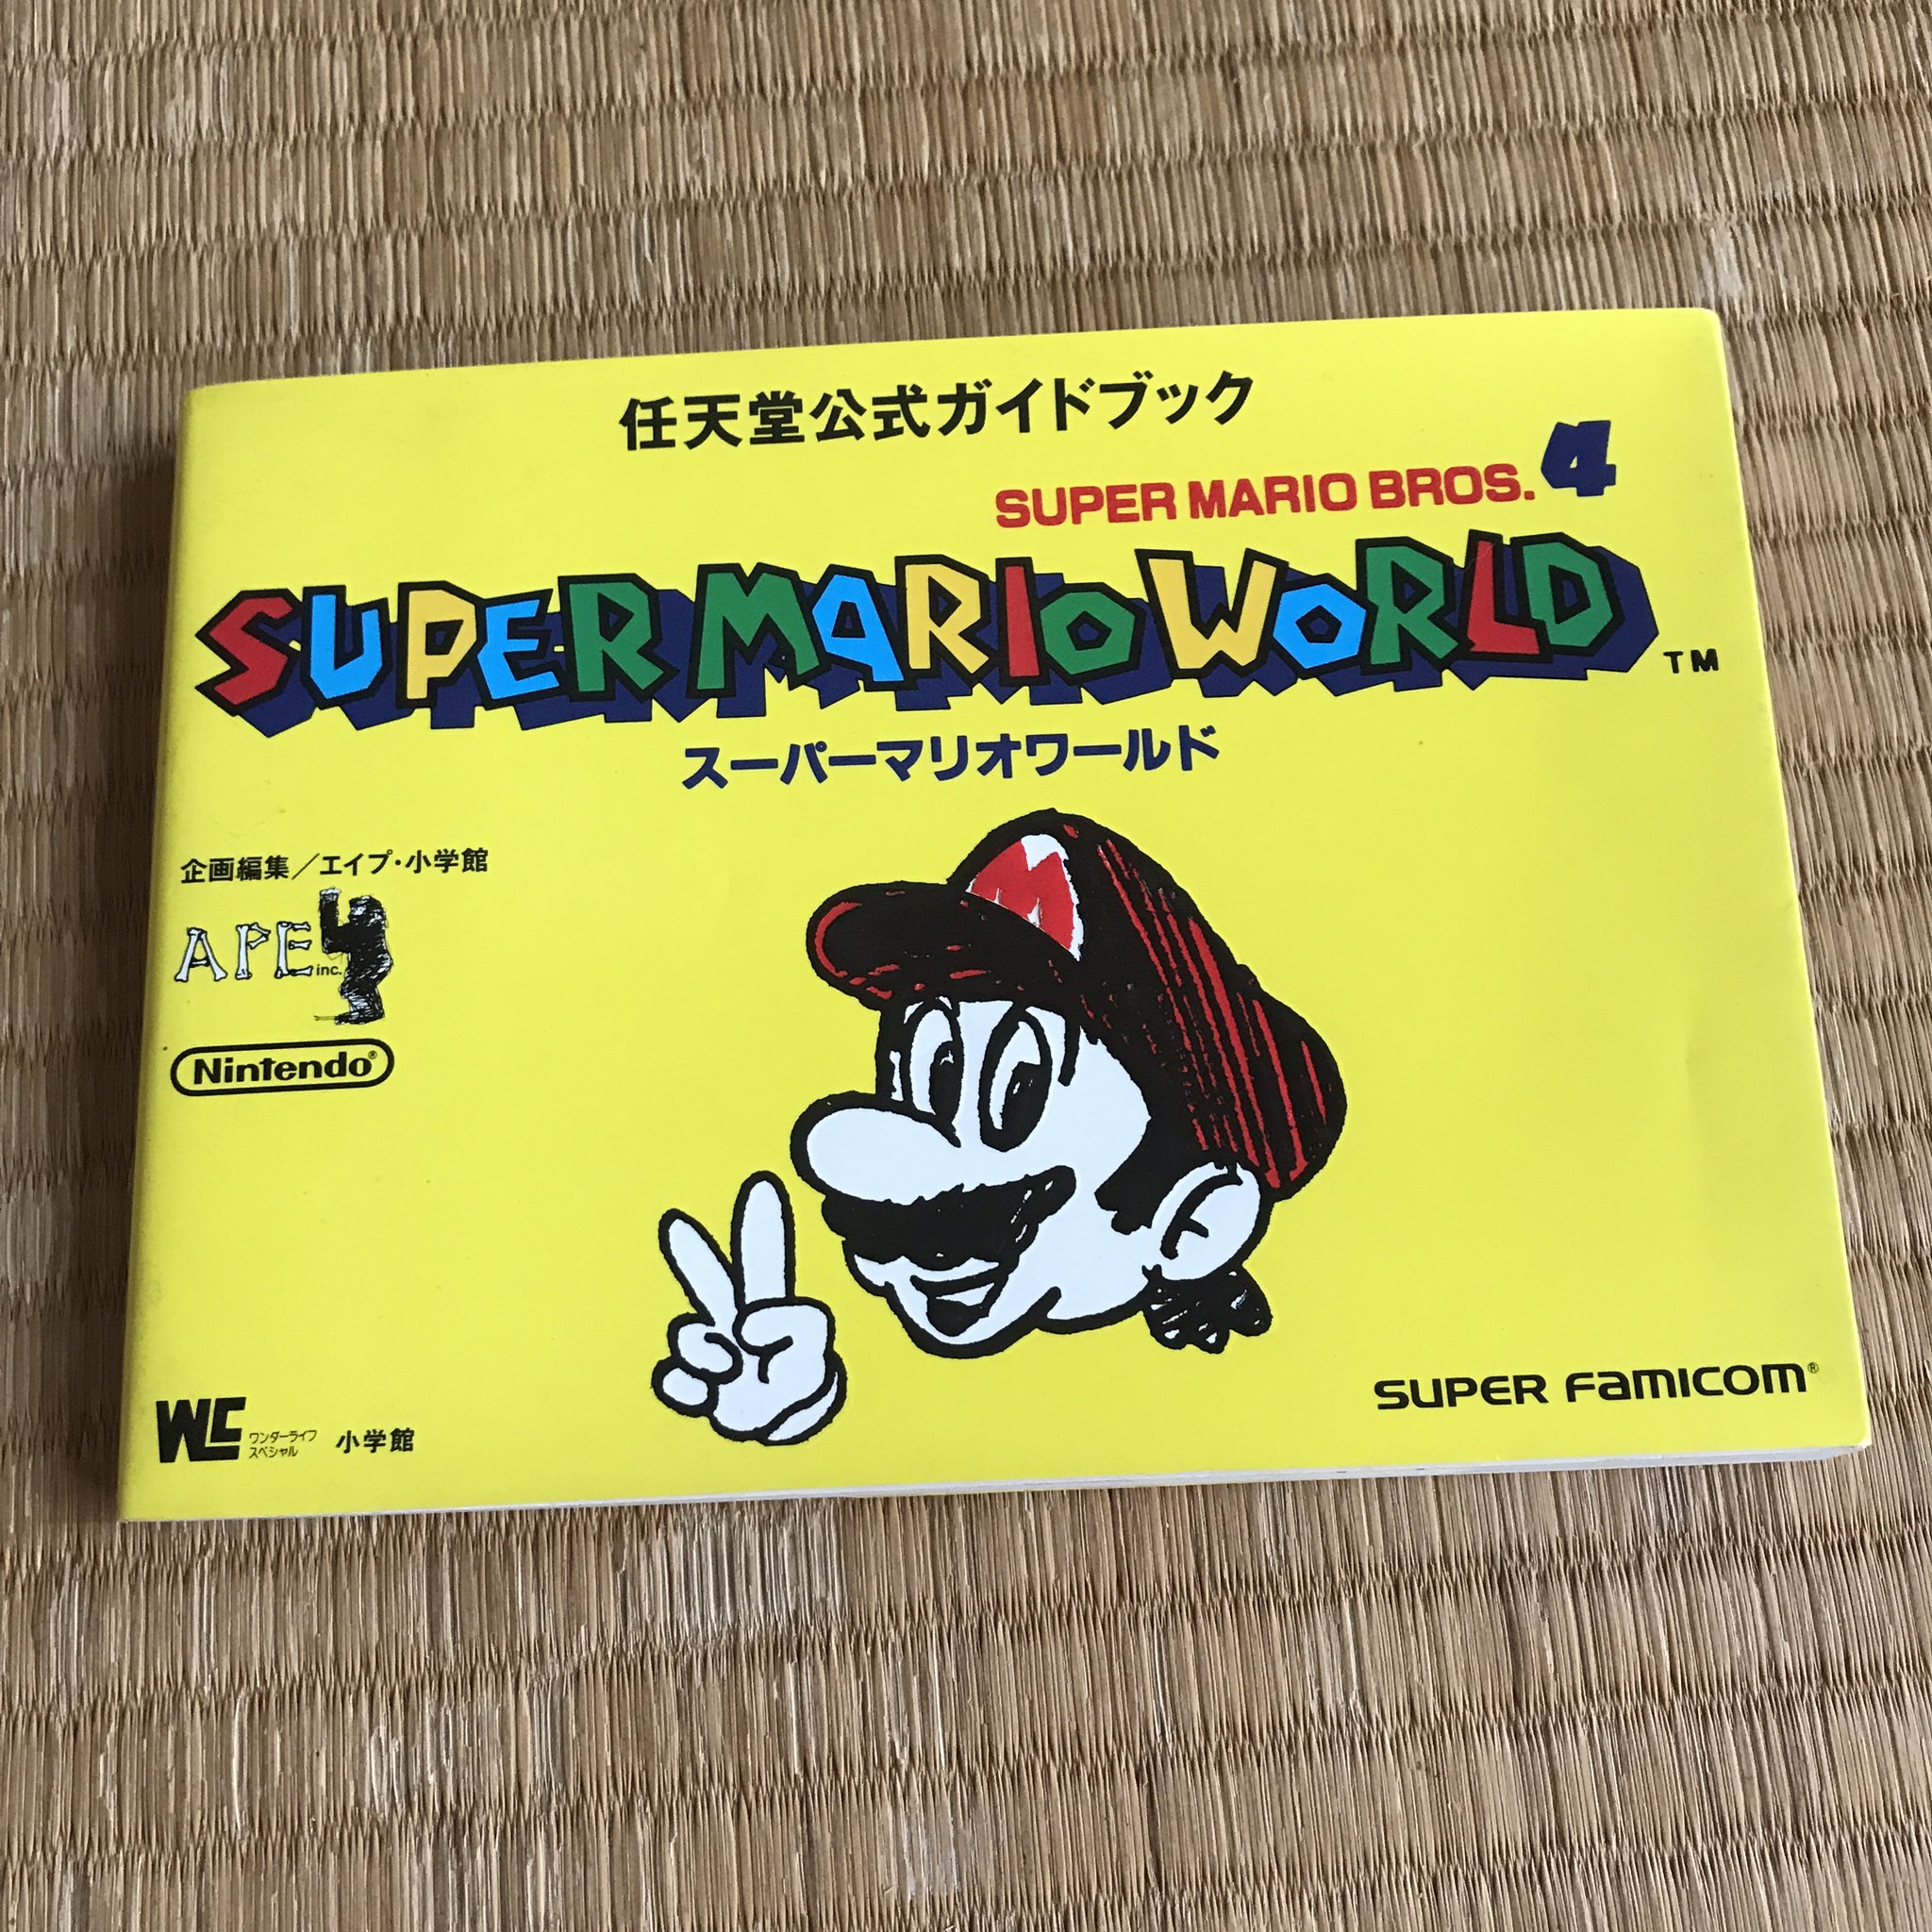 任天堂公式ガイドブック
SUPER MARIO BROS. 4
SUPER MARIO WORLD TM
スーパーマリオワールド
企画編集／エイプ・小学館
APE inc.
Nintendo®
M
WLC ワンダーライフ
スペシャル
小学館
SUPER FAMICOM®